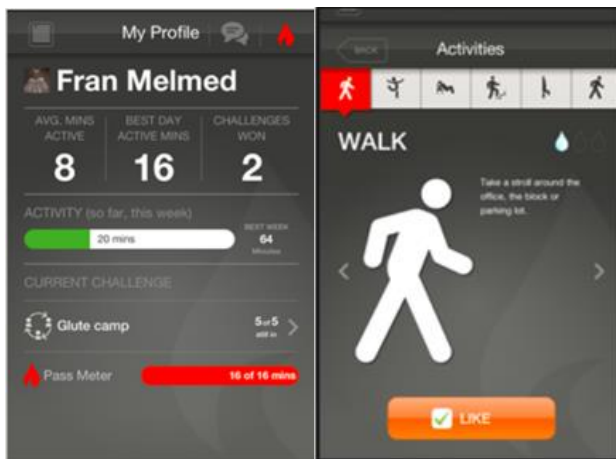 My Profile
Fran Melmed
AVG. MINS
ACTIVE
8
BEST DAY
ACTIVE MINS
16
CHALLENGES
WON
2
ACTIVITY (so far, this week)
20 mins
BEST WEEK
64
Minutes
CURRENT CHALLENGE
Glute camp
5 of 5
still in
Pass Meter
16 of 16 mins
BACK
Activities
WALK
Take a stroll around the
office, the block or
parking lot.
LIKE